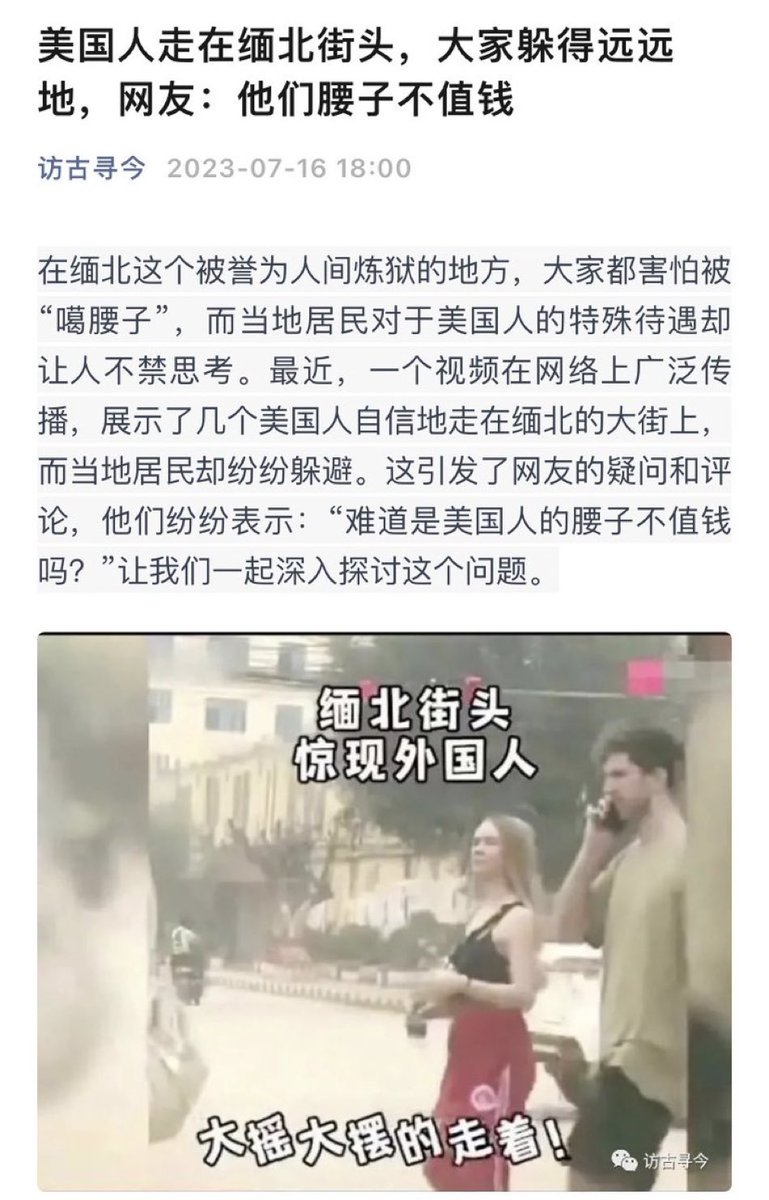 美国人走在缅北街头，大家躲得远远
地，网友：他们腰子不值钱
访古寻今 2023-07-16 18:00
在缅北这个被誉为人间炼狱的地方，大家都害怕被
“噶腰子”，而当地居民对于美国人的特殊待遇却
让人不禁思考。最近，一个视频在网络上广泛传
播，展示了几个美国人自信地走在缅北的大街上，
而当地居民却纷纷躲避。这引发了网友的疑问和评
论，他们纷纷表示：“难道是美国人的腰子不值钱
吗？”让我们一起深入探讨这个问题。
缅北街头
惊现外国人
大摇大摆的走着！
访古寻今